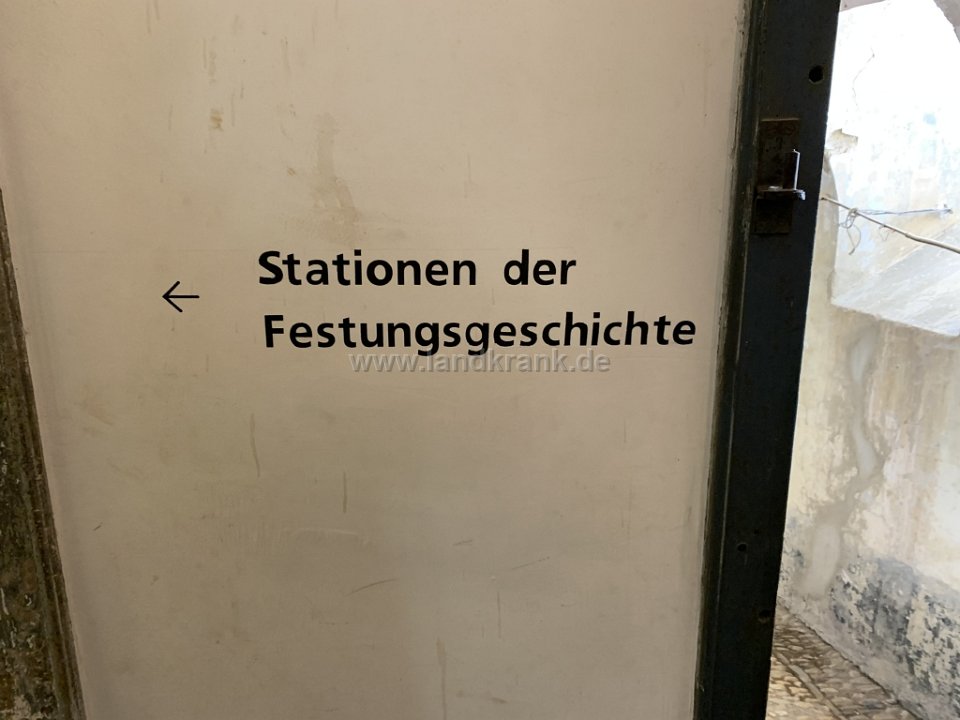 ← Stationen der
Festungsgeschichte
www.landkrank.de